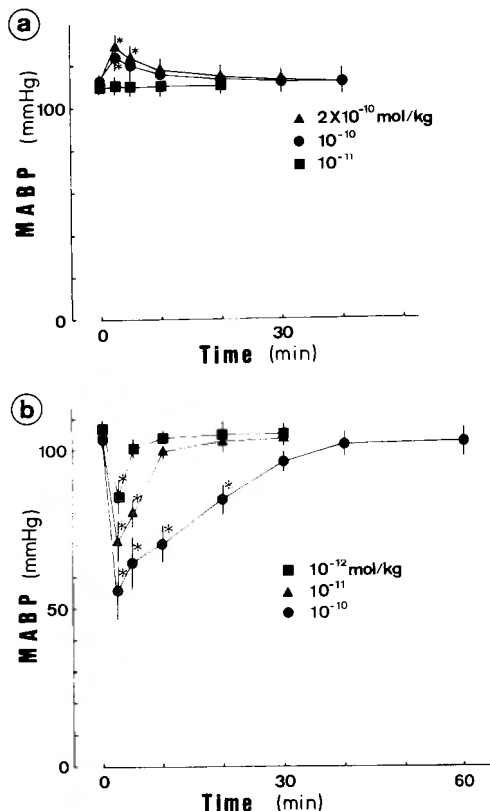 a
MABP (mmHg)
100
0
▲ 2X10⁻¹⁰ mol/kg
● 10⁻¹⁰
■ 10⁻¹¹
0 30
Time (min)
b
MABP (mmHg)
100
50
0
■ 10⁻¹² mol/kg
▲ 10⁻¹¹
● 10⁻¹⁰
0 30 60
Time (min)